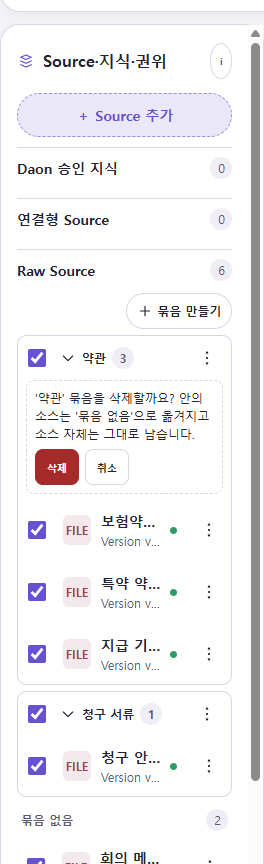 Source·지식·권위
i
+ Source 추가
Daon 승인 지식 0
연결형 Source 0
Raw Source 6
+ 묶음 만들기
약관 3
'약관' 묶음을 삭제할까요? 안의
소스는 '묶음 없음'으로 옮겨지고
소스 자체는 그대로 남습니다.
삭제 취소
FILE 보험약...
Version v...
FILE 특약 약...
Version v...
FILE 지급 기...
Version v...
청구 서류 1
FILE 청구 안...
Version v...
묶음 없음 2
회의 메...